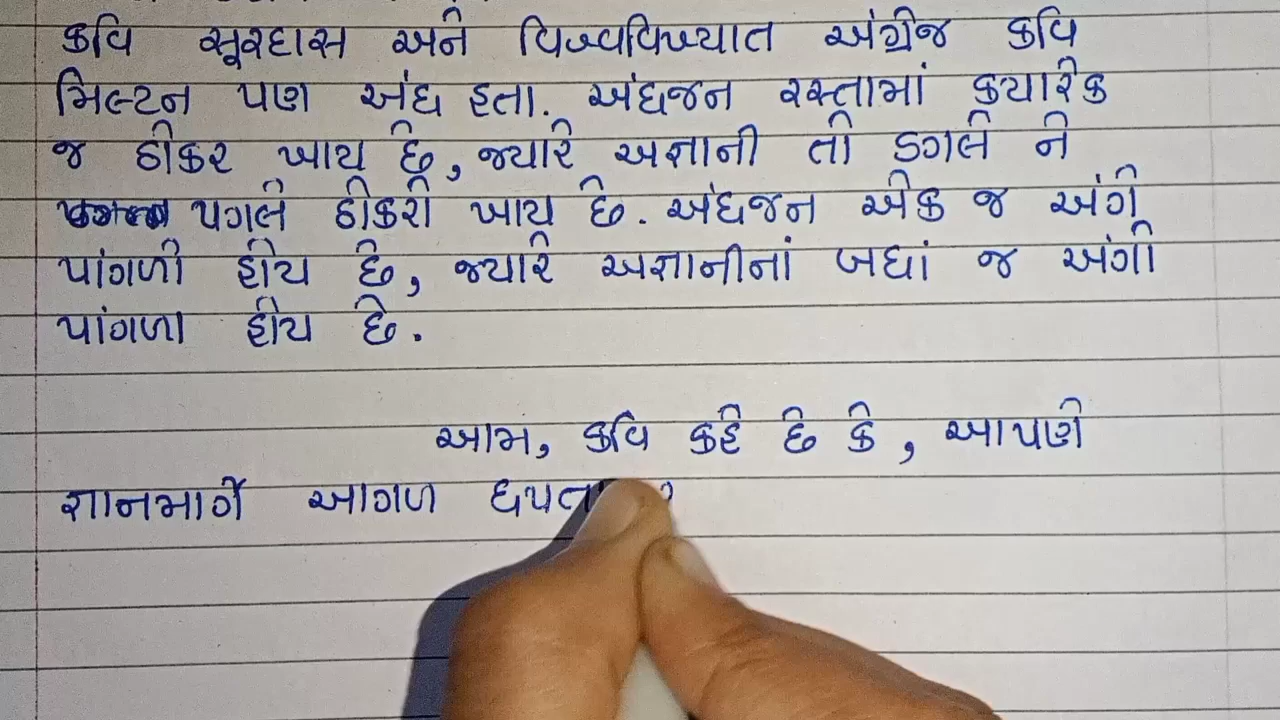 કવિ સૂરદાસ અને વિશ્વવિખ્યાત અંગ્રેજ કવિ
મિલ્ટન પણ અંધ હતા. અંધજન રસ્તામાં ક્યારેક
જ ઠોકર ખાય છે, જ્યારે અજ્ઞાની તો ડગલે ને
પગલે ઠોકરો ખાય છે. અંધજન એક જ અંગે
પાંગળો હોય છે, જ્યારે અજ્ઞાનીનાં બધાં જ અંગો
પાંગળા હોય છે.
આમ, કવિ કહે છે કે, આપણે
જ્ઞાનમાર્ગે આગળ ધપતા